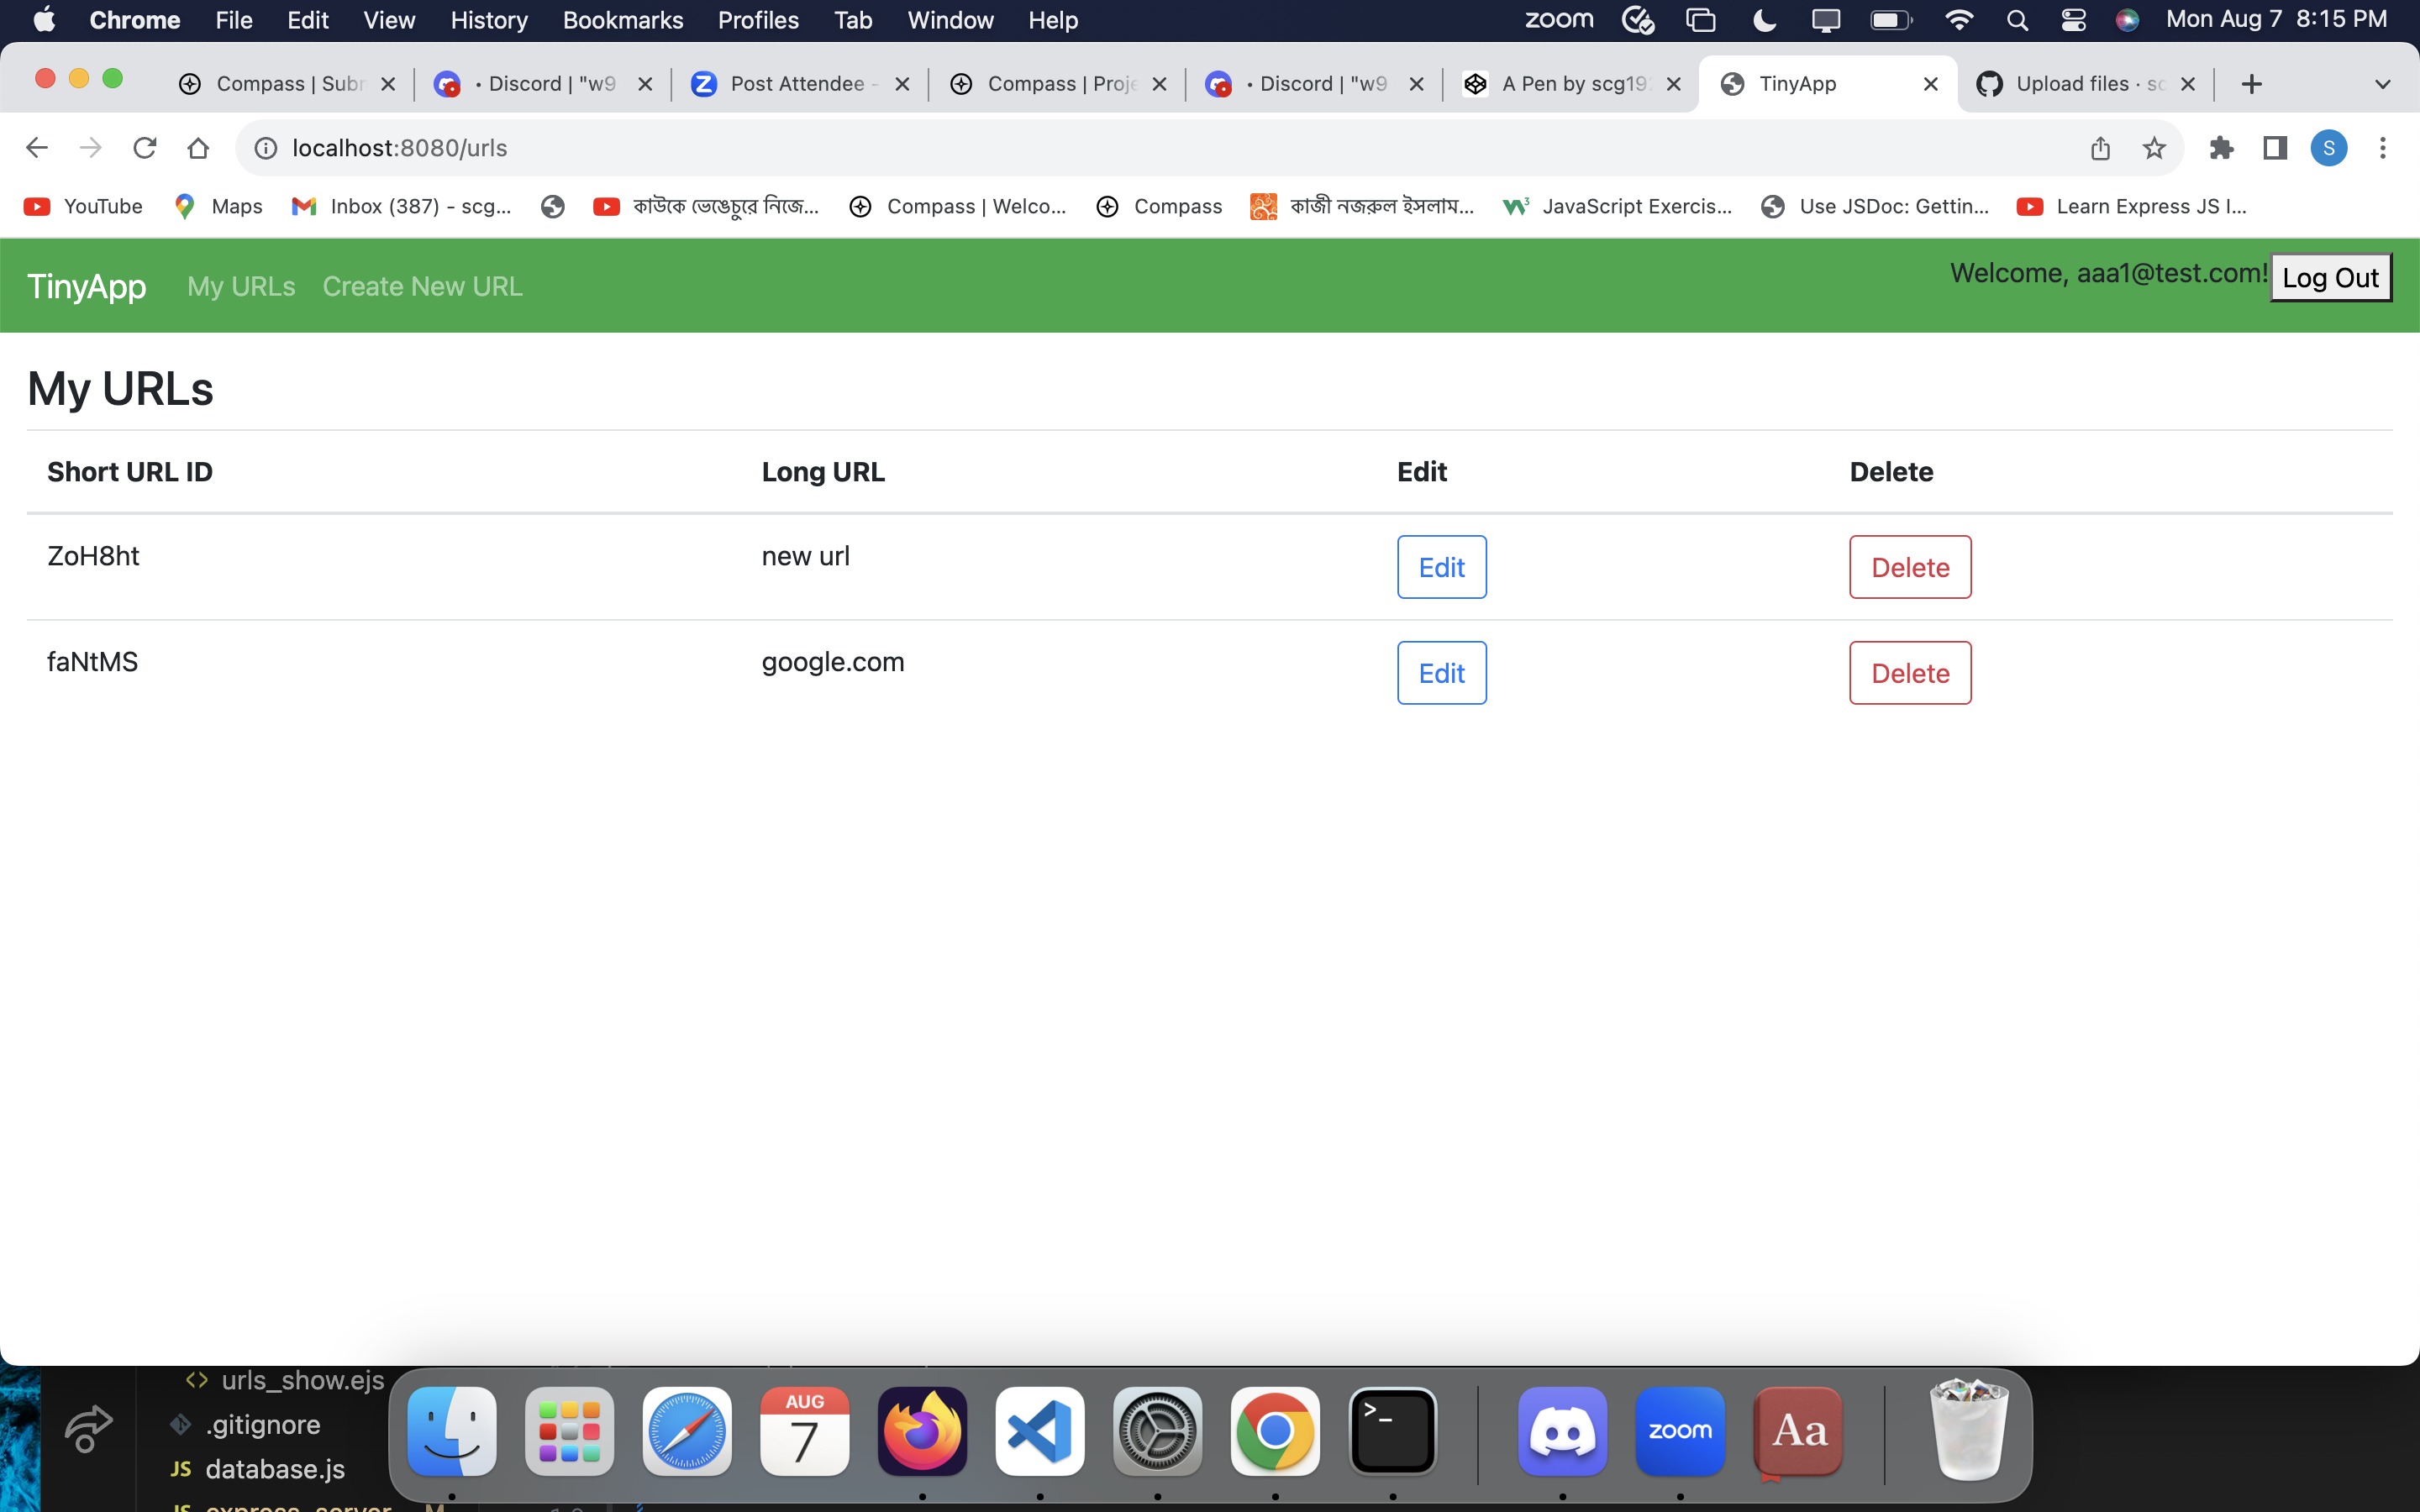 Chrome File Edit View History Bookmarks Profiles Tab Window Help zoom Mon Aug 7 8:15 PM
Compass | Subr • Discord | "w9 Post Attendee - Compass | Proje • Discord | "w9 A Pen by scg19 TinyApp Upload files · sc
localhost:8080/urls S
YouTube Maps Inbox (387) - scg... কাউকে ভেঙেচুরে নিজে... Compass | Welco... Compass কাজী নজরুল ইসলাম... JavaScript Exercis... Use JSDoc: Gettin... Learn Express JS I...
TinyApp My URLs Create New URL Welcome, aaa1@test.com! Log Out
My URLs
Short URL ID Long URL Edit Delete
ZoH8ht new url Edit Delete
faNtMS google.com Edit Delete
urls_show.ejs
.gitignore
JS database.js
JS express_server M
AUG
7
>_
zoom
Aa